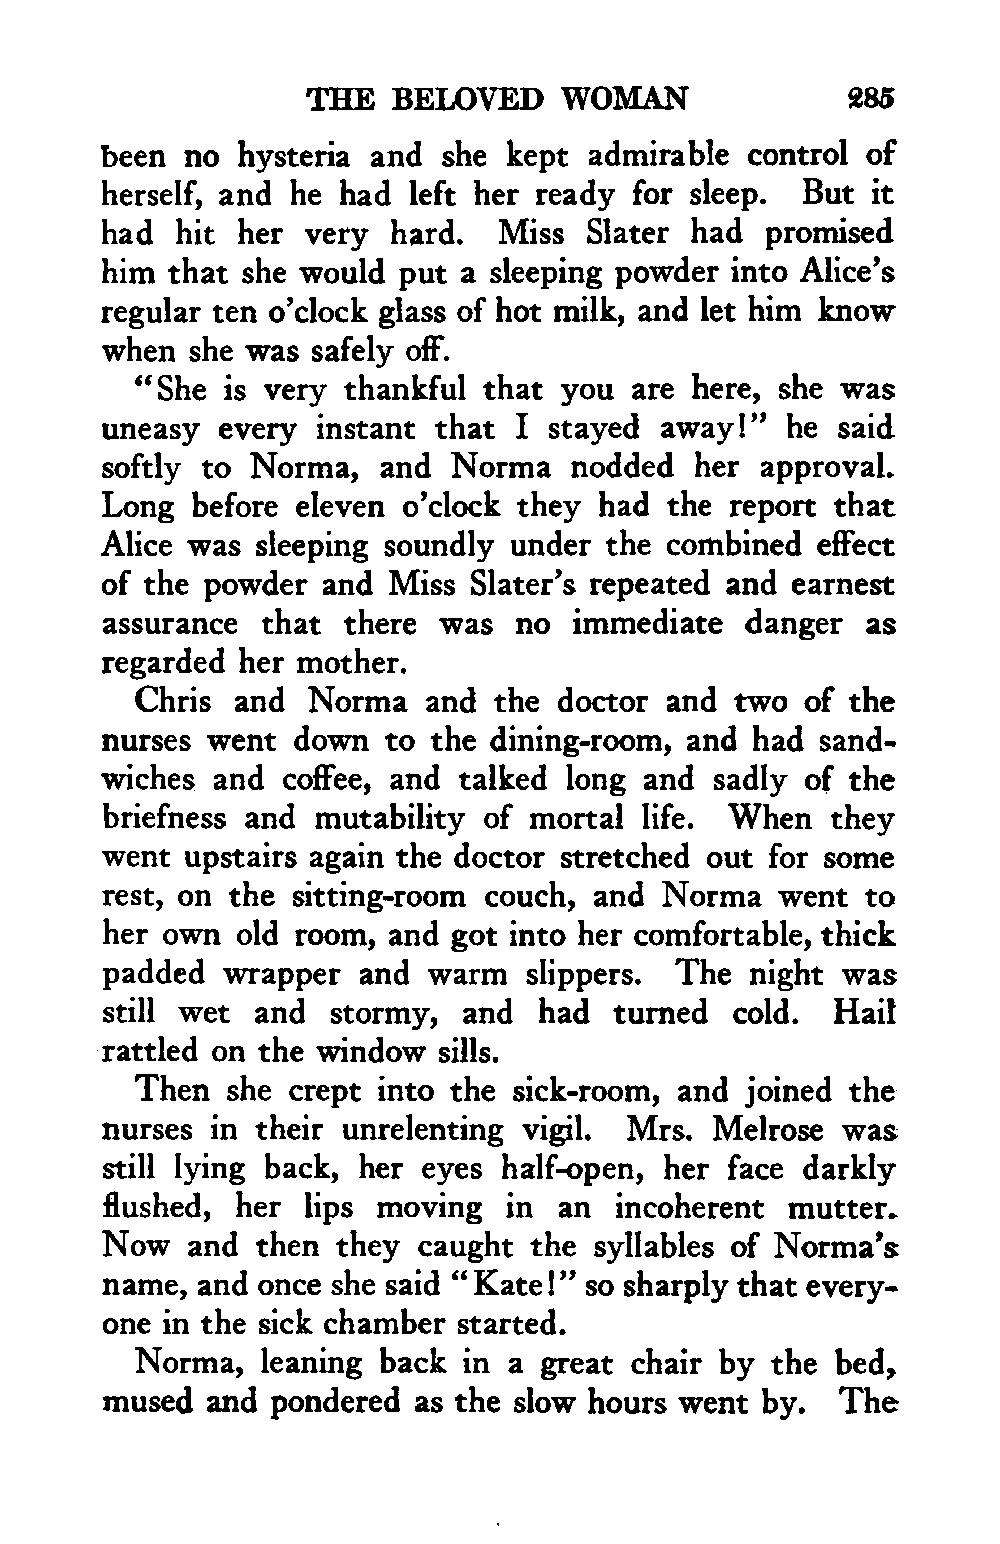 THE BELOVED WOMAN 285
been no hysteria and she kept admirable control of
herself, and he had left her ready for sleep. But it
had hit her very hard. Miss Slater had promised
him that she would put a sleeping powder into Alice's
regular ten o'clock glass of hot milk, and let him know
when she was safely off.
"She is very thankful that you are here, she was
uneasy every instant that I stayed away!" he said
softly to Norma, and Norma nodded her approval.
Long before eleven o'clock they had the report that
Alice was sleeping soundly under the combined effect
of the powder and Miss Slater's repeated and earnest
assurance that there was no immediate danger as
regarded her mother.
Chris and Norma and the doctor and two of the
nurses went down to the dining-room, and had sand-
wiches and coffee, and talked long and sadly of the
briefness and mutability of mortal life. When they
went upstairs again the doctor stretched out for some
rest, on the sitting-room couch, and Norma went to
her own old room, and got into her comfortable, thick
padded wrapper and warm slippers. The night was
still wet and stormy, and had turned cold. Hail
rattled on the window sills.
Then she crept into the sick-room, and joined the
nurses in their unrelenting vigil. Mrs. Melrose was
still lying back, her eyes half-open, her face darkly
flushed, her lips moving in an incoherent mutter.
Now and then they caught the syllables of Norma's
name, and once she said "Kate!" so sharply that every-
one in the sick chamber started.
Norma, leaning back in a great chair by the bed,
mused and pondered as the slow hours went by. The